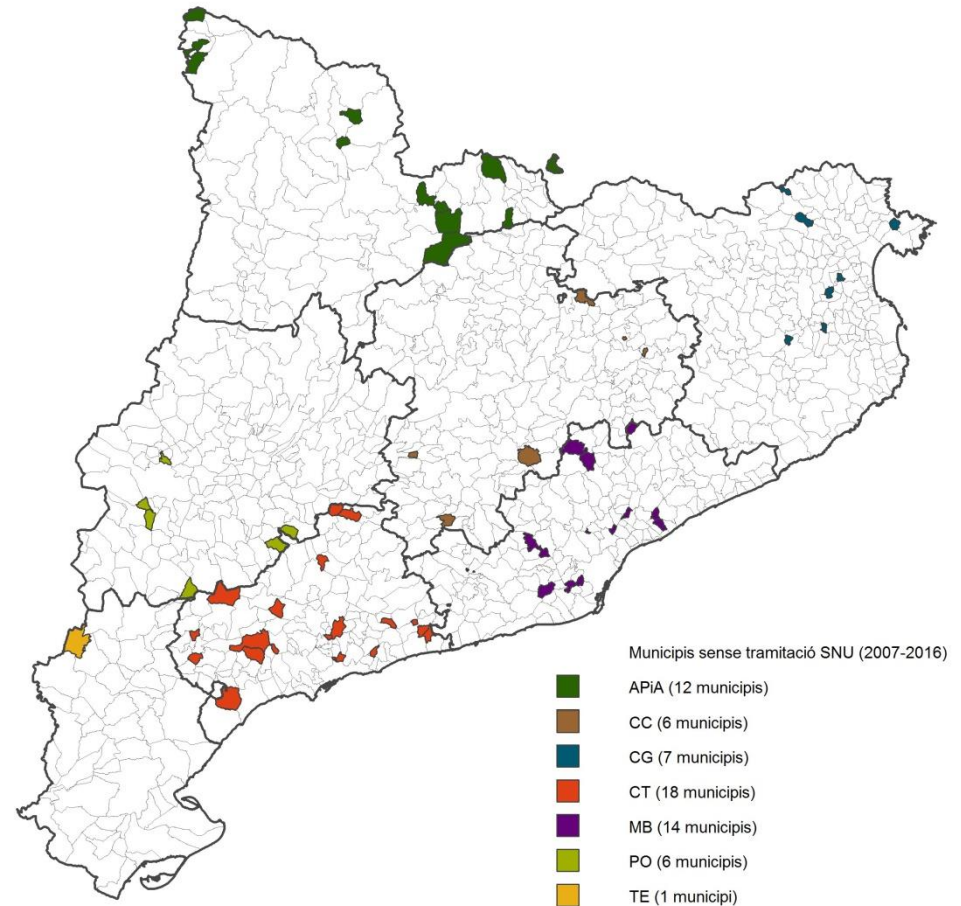 Municipis sense tramitació SNU (2007-2016)
APiA (12 municipis)
CC (6 municipis)
CG (7 municipis)
CT (18 municipis)
MB (14 municipis)
PO (6 municipis)
TE (1 municipi)